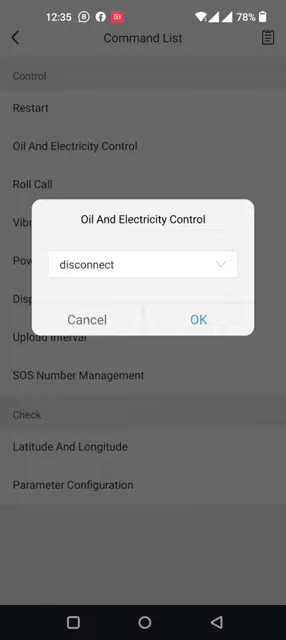 12:35
78%
Command List
Control
Restart
Oil And Electricity Control
Roll Call
Oil And Electricity Control
disconnect
Cancel
OK
Upload Interval
SOS Number Management
Check
Latitude And Longitude
Parameter Configuration